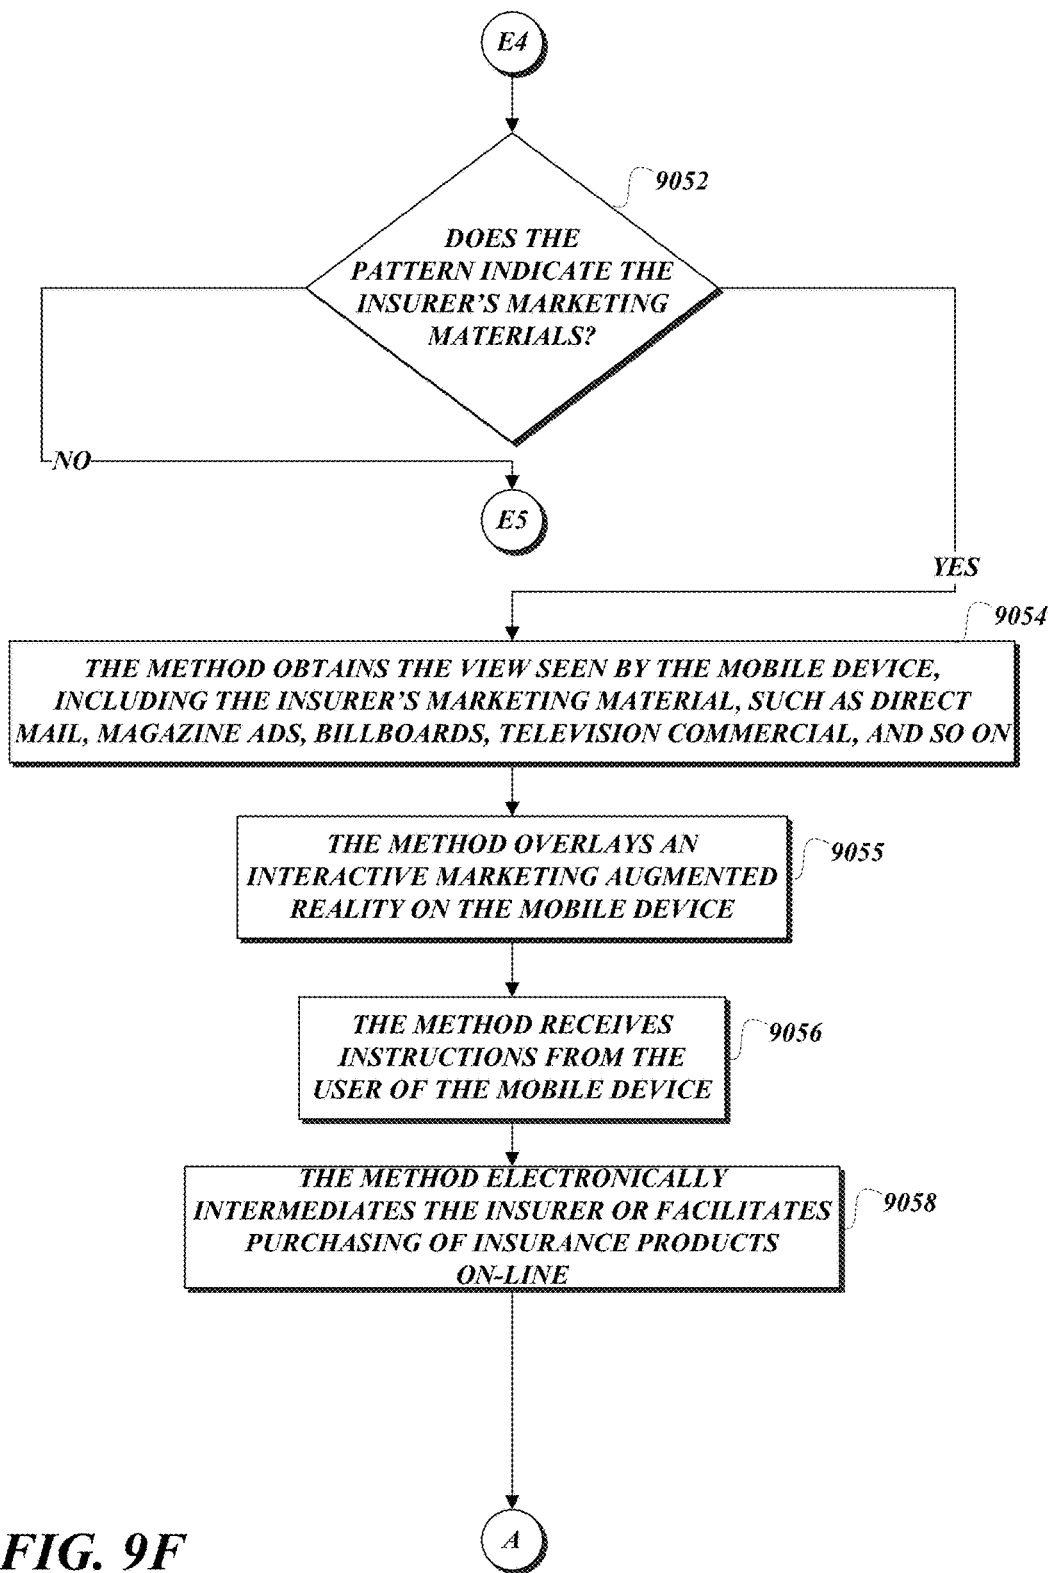 E4
9052
DOES THE
PATTERN INDICATE THE
INSURER'S MARKETING
MATERIALS?
NO
E5
YES
9054
THE METHOD OBTAINS THE VIEW SEEN BY THE MOBILE DEVICE,
INCLUDING THE INSURER'S MARKETING MATERIAL, SUCH AS DIRECT
MAIL, MAGAZINE ADS, BILLBOARDS, TELEVISION COMMERCIAL, AND SO ON
THE METHOD OVERLAYS AN
INTERACTIVE MARKETING AUGMENTED
REALITY ON THE MOBILE DEVICE
9055
THE METHOD RECEIVES
INSTRUCTIONS FROM THE
USER OF THE MOBILE DEVICE
9056
THE METHOD ELECTRONICALLY
INTERMEDIATES THE INSURER OR FACILITATES
PURCHASING OF INSURANCE PRODUCTS
ON-LINE
9058
A
FIG. 9F